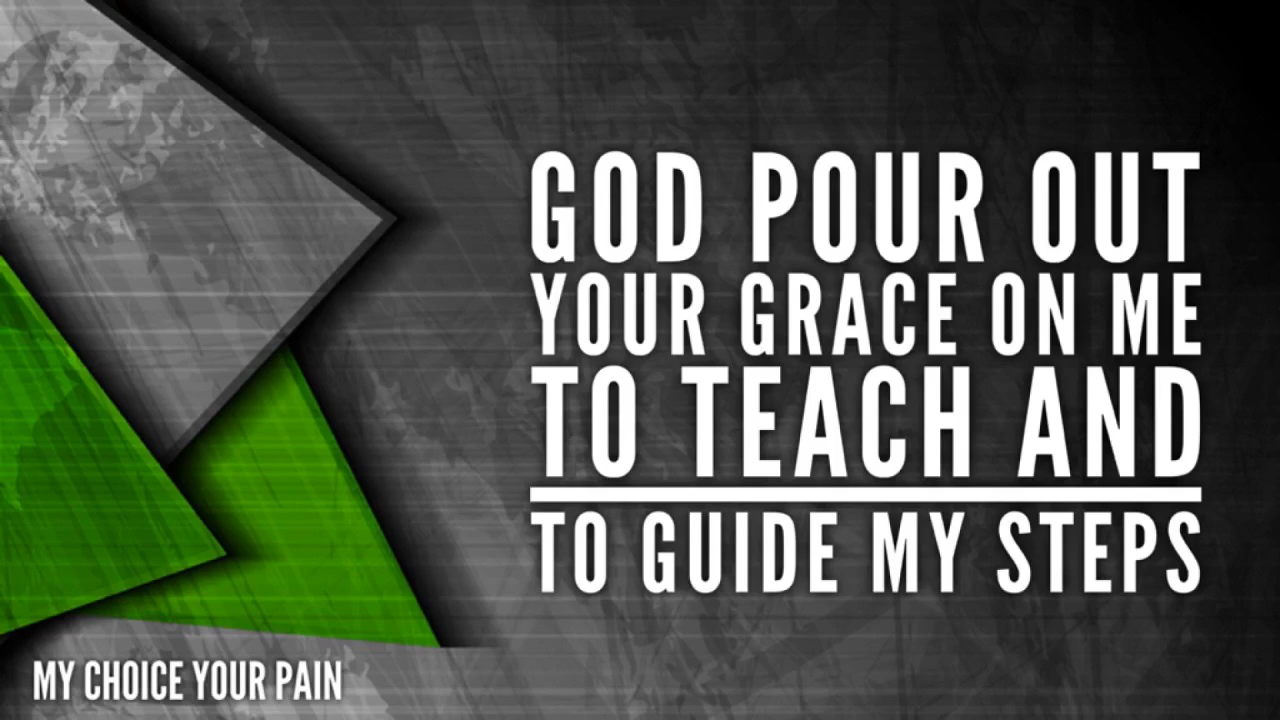 GOD POUR OUT
YOUR GRACE ON ME
TO TEACH AND
TO GUIDE MY STEPS
MY CHOICE YOUR PAIN